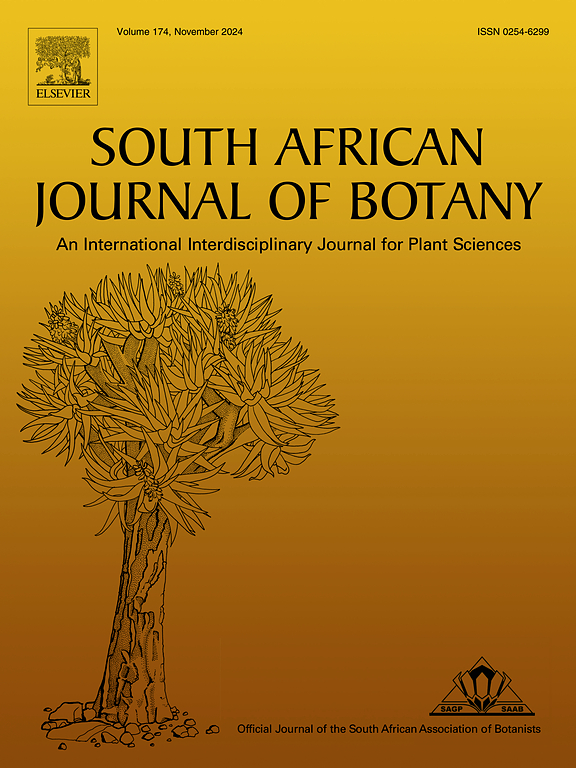 Volume 174, November 2024
ISSN 0254-6299
ELSEVIER
SOUTH AFRICAN
JOURNAL OF BOTANY
An International Interdisciplinary Journal for Plant Sciences
SAGP SAAB
Official Journal of the South African Association of Botanists